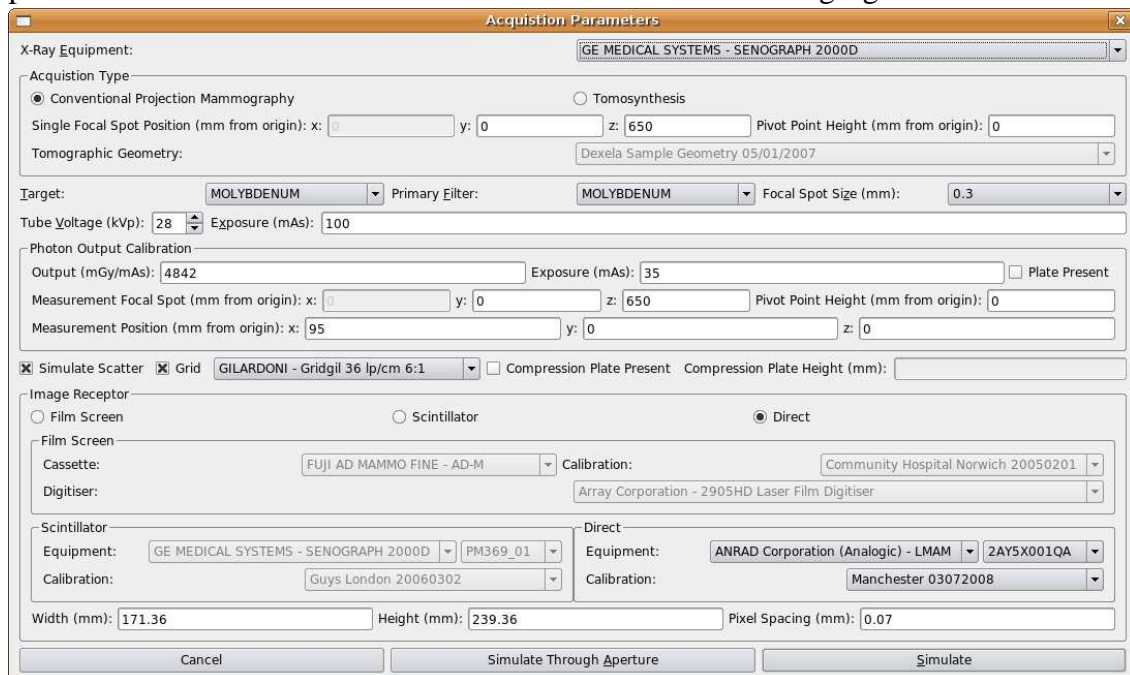 Acquistion Parameters
X-Ray Equipment: GE MEDICAL SYSTEMS - SENOGRAPH 2000D
Acquistion Type
Conventional Projection Mammography Tomosynthesis
Single Focal Spot Position (mm from origin): x: 0 y: 0 z: 650 Pivot Point Height (mm from origin): 0
Tomographic Geometry: Dexela Sample Geometry 05/01/2007
Target: MOLYBDENUM Primary Filter: MOLYBDENUM Focal Spot Size (mm): 0.3
Tube Voltage (kVp): 28 Exposure (mAs): 100
Photon Output Calibration
Output (mGy/mAs): 4842 Exposure (mAs): 35 Plate Present
Measurement Focal Spot (mm from origin): x: 0 y: 0 z: 650 Pivot Point Height (mm from origin): 0
Measurement Position (mm from origin): x: 95 y: 0 z: 0
Simulate Scatter Grid GILARDONI - Gridgil 36 lp/cm 6:1 Compression Plate Present Compression Plate Height (mm):
Image Receptor
Film Screen Scintillator Direct
Film Screen
Cassette: FUJI AD MAMMO FINE - AD-M Calibration: Community Hospital Norwich 20050201
Digitiser: Array Corporation - 2905HD Laser Film Digitiser
Scintillator Direct
Equipment: GE MEDICAL SYSTEMS - SENOGRAPH 2000D PM369_01 Equipment: ANRAD Corporation (Analogic) - LMAM 2AY5X001QA
Calibration: Guys London 20060302 Calibration: Manchester 03072008
Width (mm): 171.36 Height (mm): 239.36 Pixel Spacing (mm): 0.07
Cancel Simulate Through Aperture Simulate